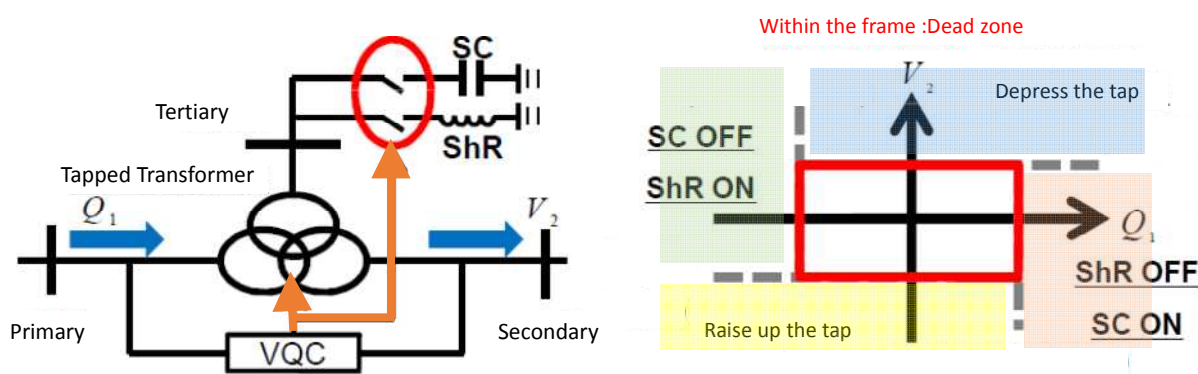 Within the frame :Dead zone
SC
ShR
Tertiary
Tapped Transformer
Q1
V2
Primary
VQC
Secondary
V2
Depress the tap
SC OFF
ShR ON
Q1
ShR OFF
SC ON
Raise up the tap